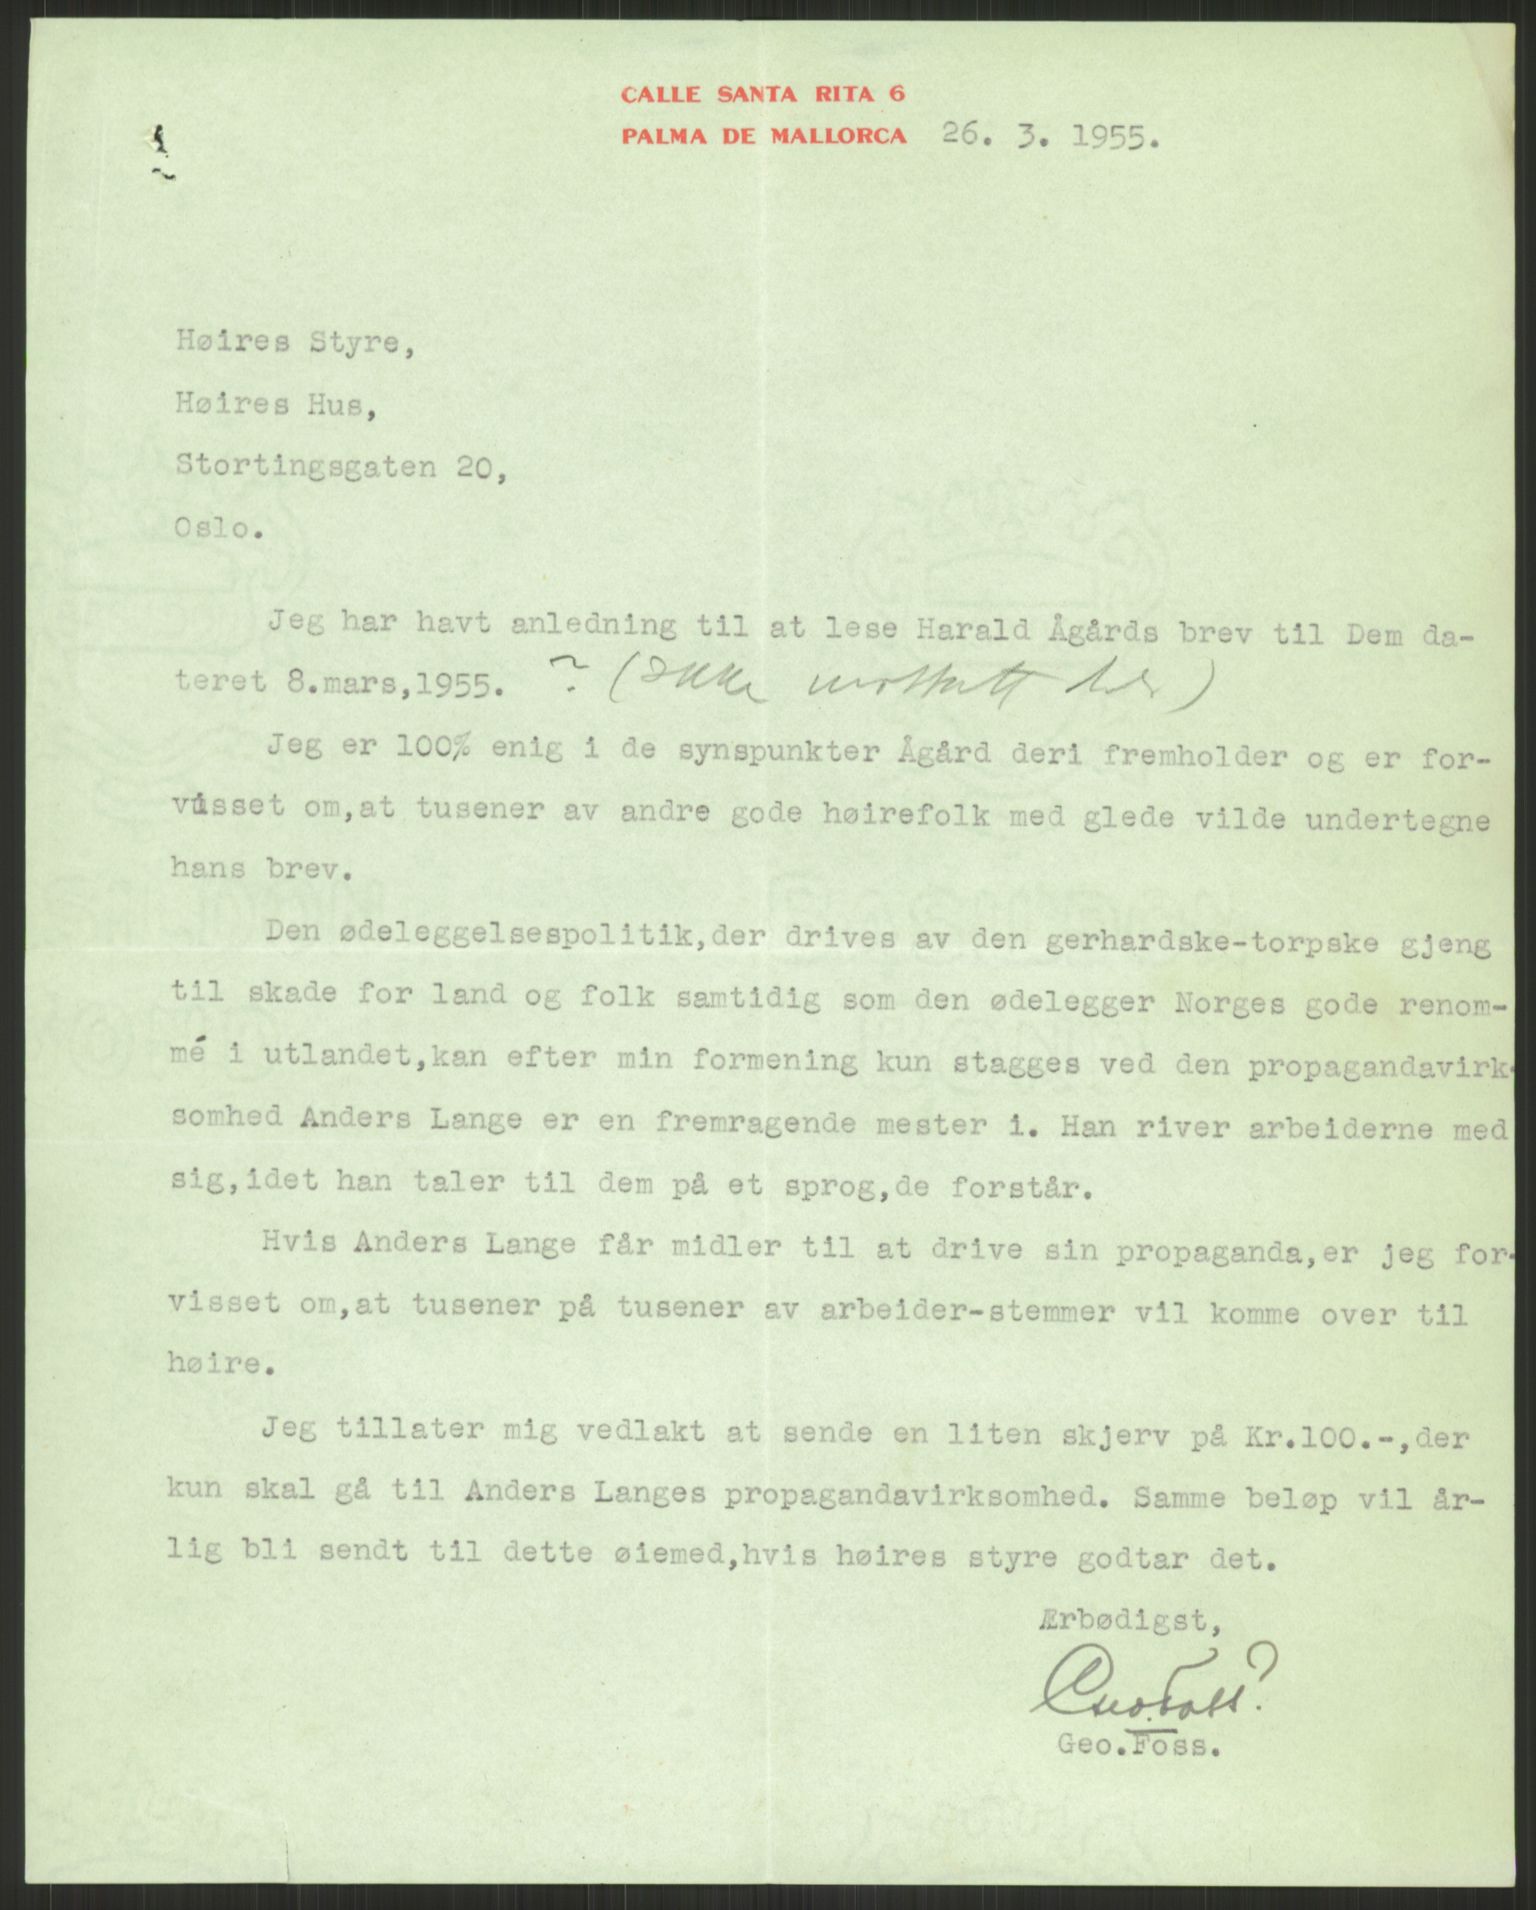 CALLE SANTA RITA 6
PALMA DE MALLORCA 26. 3. 1955.
Høires Styre,
Høires Hus,
Stortingsgaten 20,
Oslo.
Jeg har havt anledning til at lese Harald Ågårds brev til Dem da-
teret 8.mars,1955. ? (Ikke mottatt her)
Jeg er 100% enig i de synspunkter Ågård deri fremholder og er for-
visset om,at tusener av andre gode høirefolk med glede vilde undertegne
hans brev.
Den ødeleggelsespolitik,der drives av den gerhardske-torpske gjeng
til skade for land og folk samtidig som den ødelegger Norges gode renom-
mé i utlandet,kan efter min formening kun stagges ved den propagandavirk-
somhed Anders Lange er en fremragende mester i. Han river arbeiderne med
sig,idet han taler til dem på et sprog,de forstår.
Hvis Anders Lange får midler til at drive sin propaganda,er jeg for-
visset om,at tusener på tusener av arbeider-stemmer vil komme over til
høire.
Jeg tillater mig vedlakt at sende en liten skjerv på Kr.100.-,der
kun skal gå til Anders Langes propagandavirksomhed. Samme beløp vil år-
lig bli sendt til dette øiemed,hvis høires styre godtar det.
Ærbødigst,
Geo. Foss.
Geo.Foss.